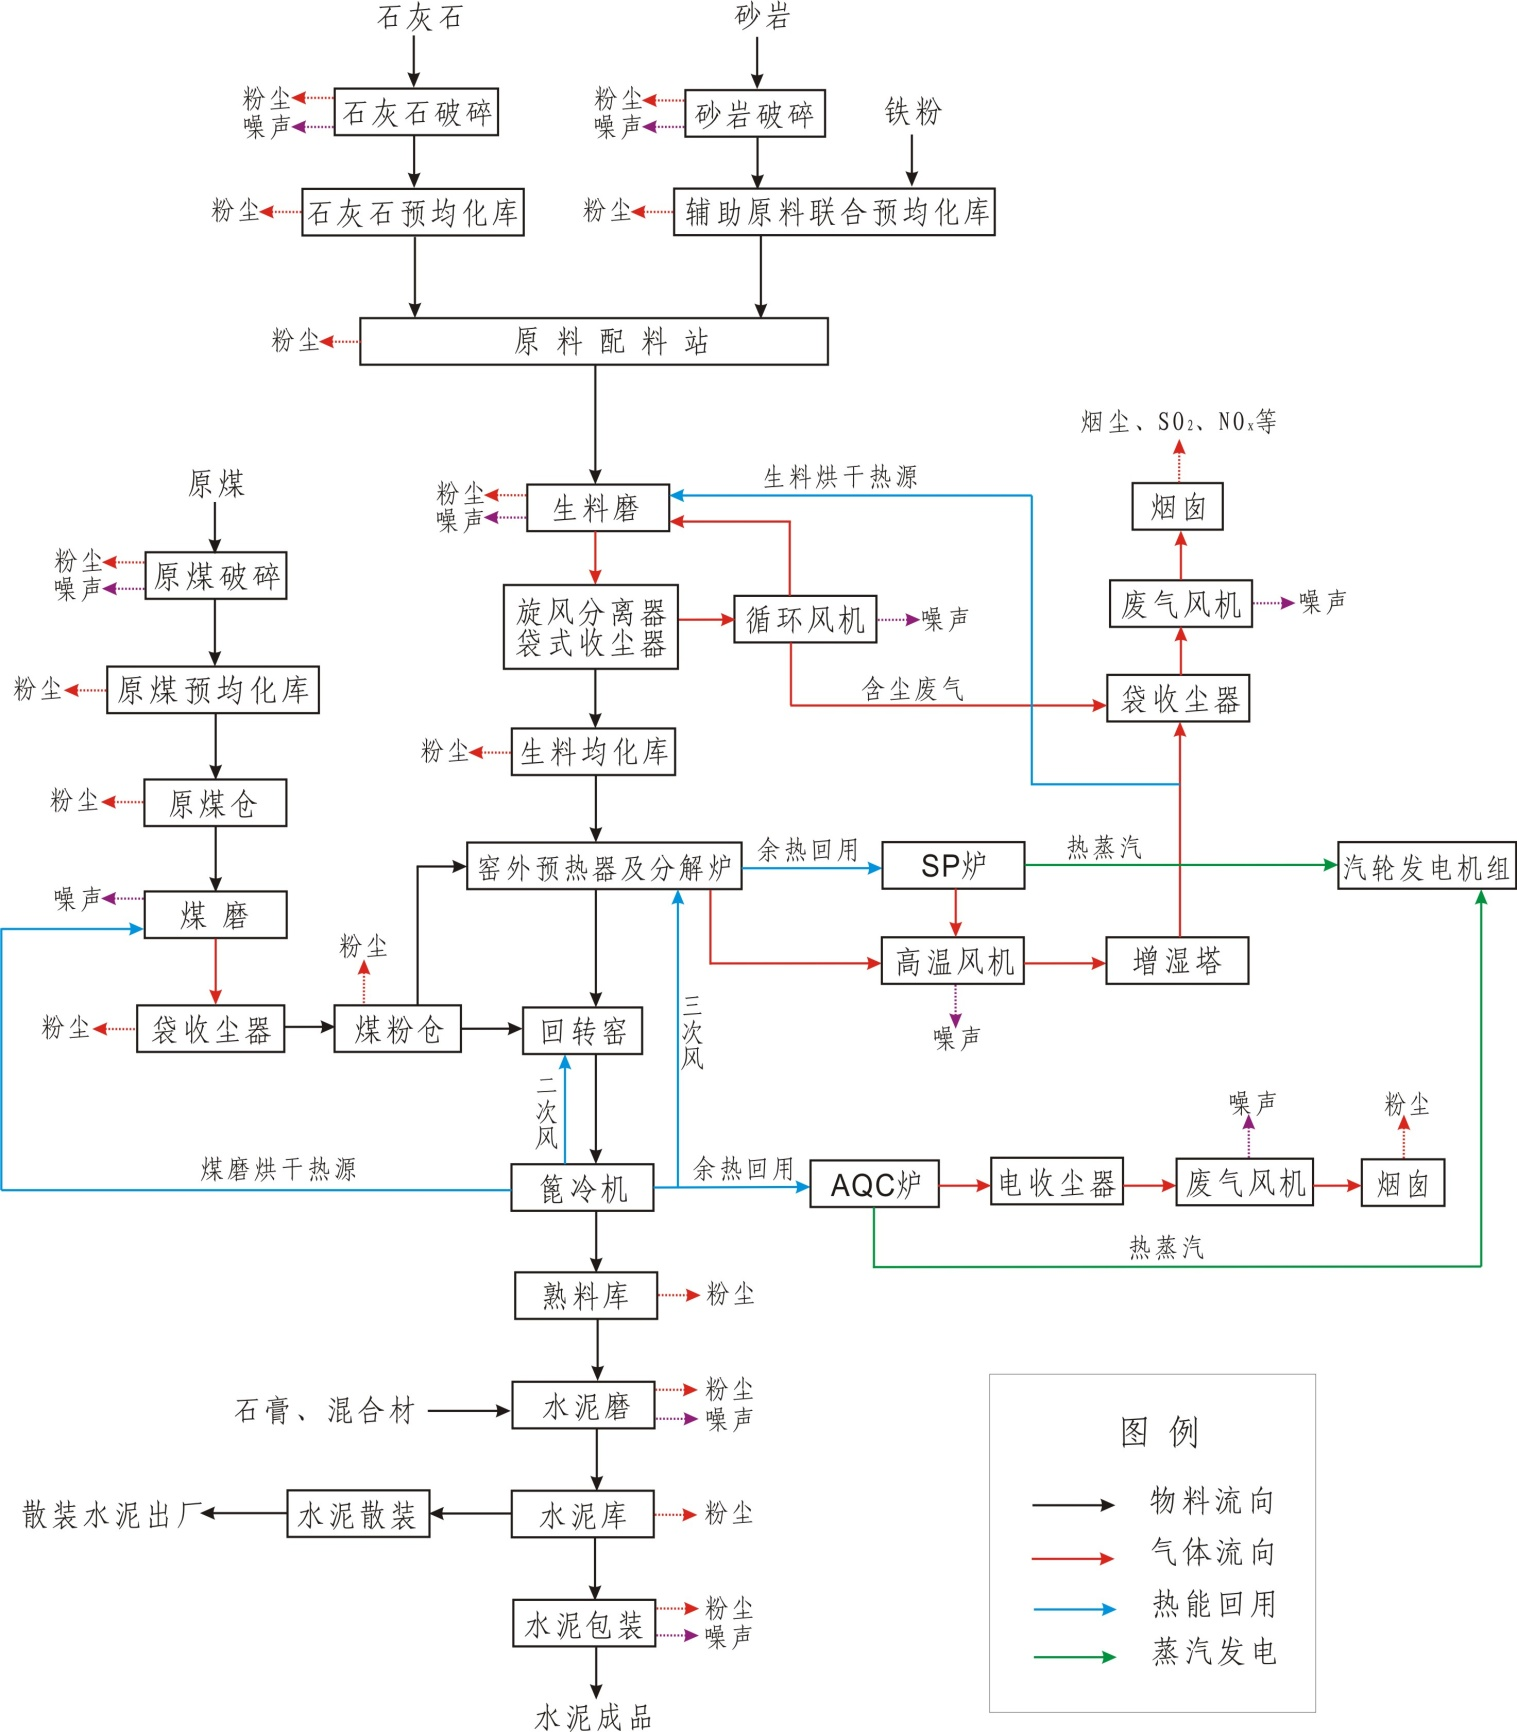 石灰石
砂岩
粉尘
噪声
石灰石破碎
粉尘
噪声
砂岩破碎
铁粉
粉尘
石灰石预均化库
粉尘
辅助原料联合预均化库
粉尘
原料配料站
烟尘、SO₂、NOₓ等
原煤
粉尘
噪声
生料磨
生料烘干热源
烟囱
粉尘
噪声
原煤破碎
旋风分离器
袋式收尘器
循环风机
噪声
废气风机
噪声
粉尘
原煤预均化库
含尘废气
袋收尘器
粉尘
生料均化库
粉尘
原煤仓
窑外预热器及分解炉
余热回用
SP炉
热蒸汽
汽轮发电机组
噪声
煤磨
粉尘
高温风机
增湿塔
粉尘
袋收尘器
煤粉仓
回转窑
三次风
噪声
二次风
噪声
粉尘
煤磨烘干热源
篦冷机
余热回用
AQC炉
电收尘器
废气风机
烟囱
热蒸汽
熟料库
粉尘
石膏、混合材
水泥磨
粉尘
噪声
散装水泥出厂
水泥散装
水泥库
粉尘
水泥包装
粉尘
噪声
水泥成品
图例
物料流向
气体流向
热能回用
蒸汽发电